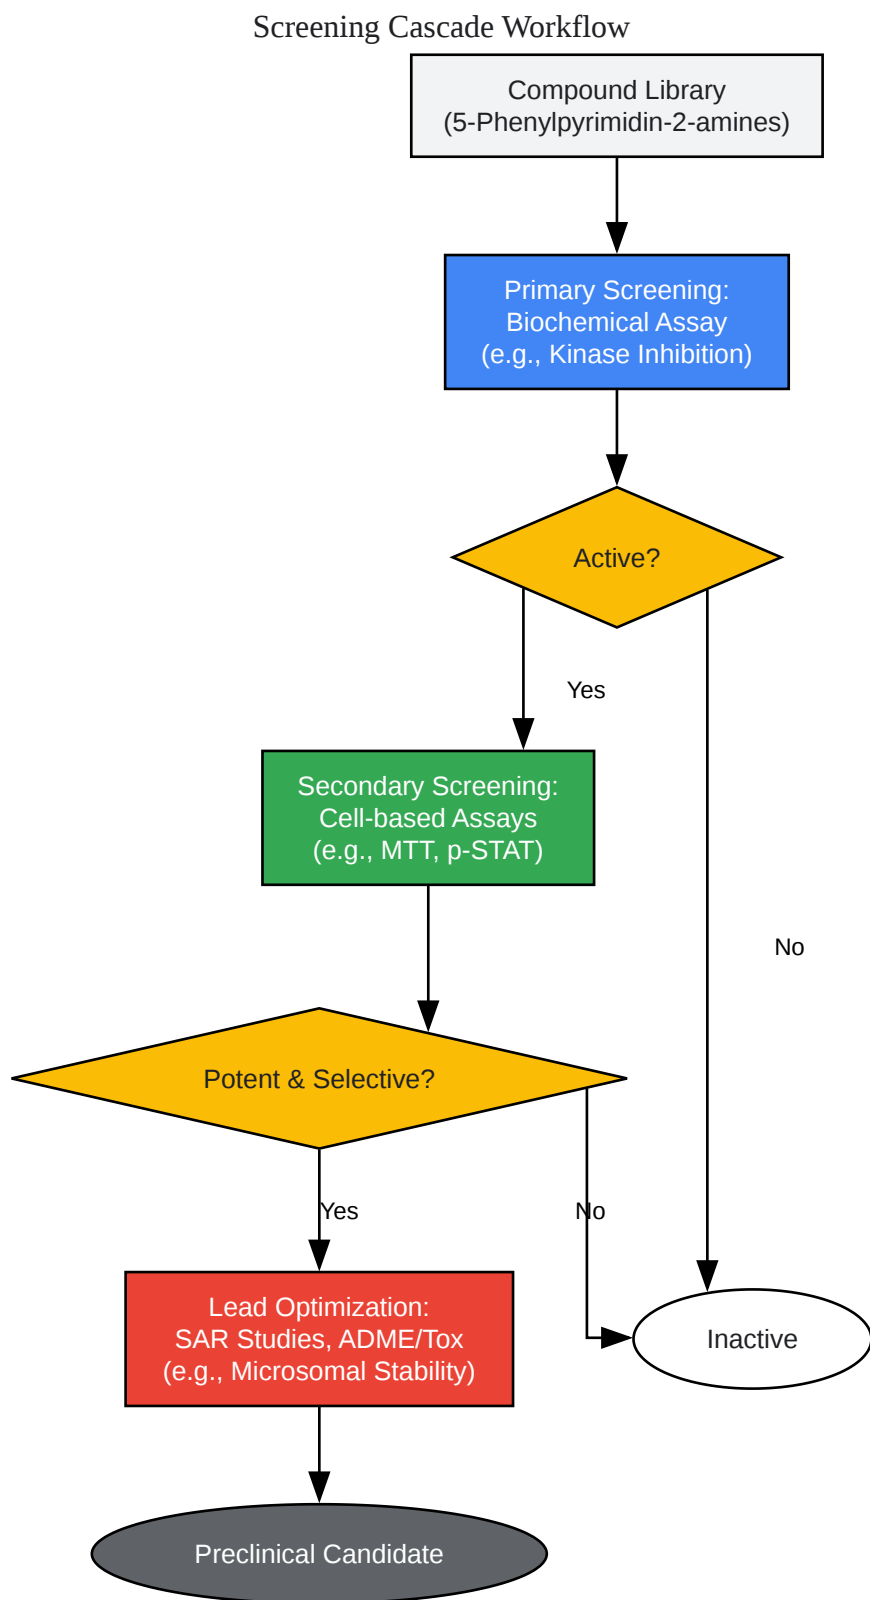 Screening Cascade Workflow
Compound Library
(5-Phenylpyrimidin-2-amines)
Primary Screening:
Biochemical Assay
(e.g., Kinase Inhibition)
Active?
Yes
Secondary Screening:
Cell-based Assays
(e.g., MTT, p-STAT)
No
Potent & Selective?
Yes
No
Lead Optimization:
SAR Studies, ADME/Tox
(e.g., Microsomal Stability)
Inactive
Preclinical Candidate